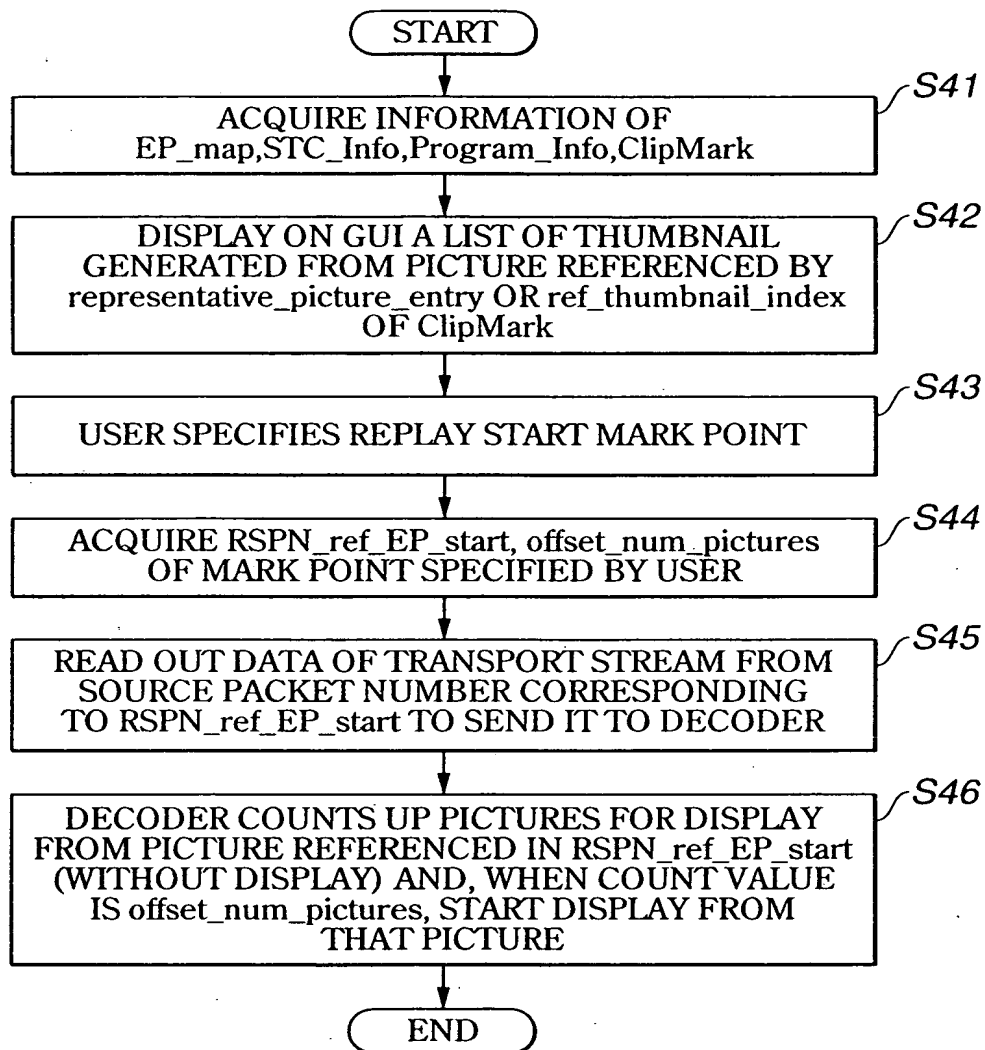 START
S41
ACQUIRE INFORMATION OF
EP_map,STC_Info,Program_Info,ClipMark
S42
DISPLAY ON GUI A LIST OF THUMBNAIL
GENERATED FROM PICTURE REFERENCED BY
representative_picture_entry OR ref_thumbnail_index
OF ClipMark
S43
USER SPECIFIES REPLAY START MARK POINT
S44
ACQUIRE RSPN_ref_EP_start, offset_num_pictures
OF MARK POINT SPECIFIED BY USER
S45
READ OUT DATA OF TRANSPORT STREAM FROM
SOURCE PACKET NUMBER CORRESPONDING
TO RSPN_ref_EP_start TO SEND IT TO DECODER
S46
DECODER COUNTS UP PICTURES FOR DISPLAY
FROM PICTURE REFERENCED IN RSPN_ref_EP_start
(WITHOUT DISPLAY) AND, WHEN COUNT VALUE
IS offset_num_pictures, START DISPLAY FROM
THAT PICTURE
END